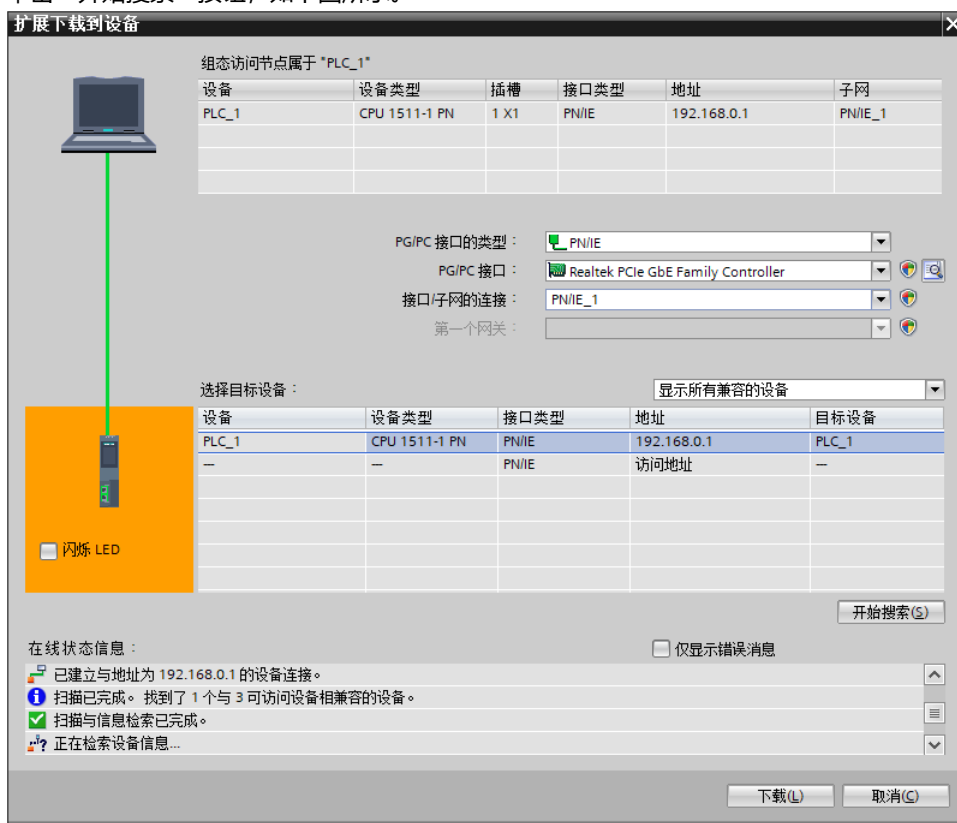 扩展下载到设备
组态访问节点属于 "PLC_1"
设备 设备类型 插槽 接口类型 地址 子网
PLC_1 CPU 1511-1 PN 1 X1 PN/IE 192.168.0.1 PN/IE_1
PG/PC 接口的类型： PN/IE
PG/PC 接口： Realtek PCIe GbE Family Controller
接口/子网的连接： PN/IE_1
第一个网关：
选择目标设备： 显示所有兼容的设备
设备 设备类型 接口类型 地址 目标设备
PLC_1 CPU 1511-1 PN PN/IE 192.168.0.1 PLC_1
— — PN/IE 访问地址 —
闪烁 LED
开始搜索(S)
在线状态信息： 仅显示错误消息
已建立与地址为 192.168.0.1 的设备连接。
扫描已完成。 找到了 1 个与 3 可访问设备相兼容的设备。
扫描与信息检索已完成。
正在检索设备信息...
下载(L) 取消(C)